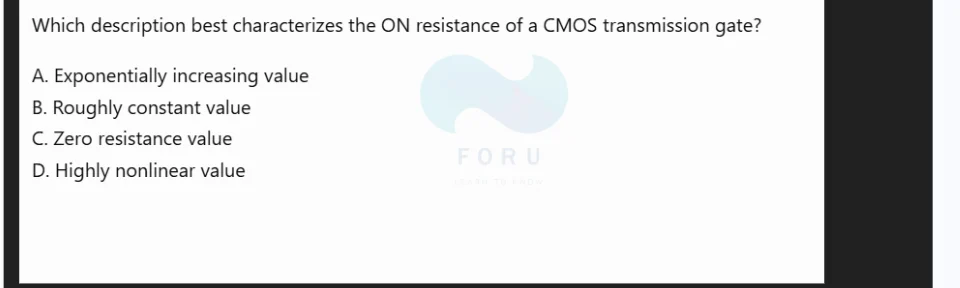 Which description best characterizes the ON resistance of a CMOS transmission gate?
A. Exponentially increasing value
B. Roughly constant value
C. Zero resistance value
D. Highly nonlinear value
FORU